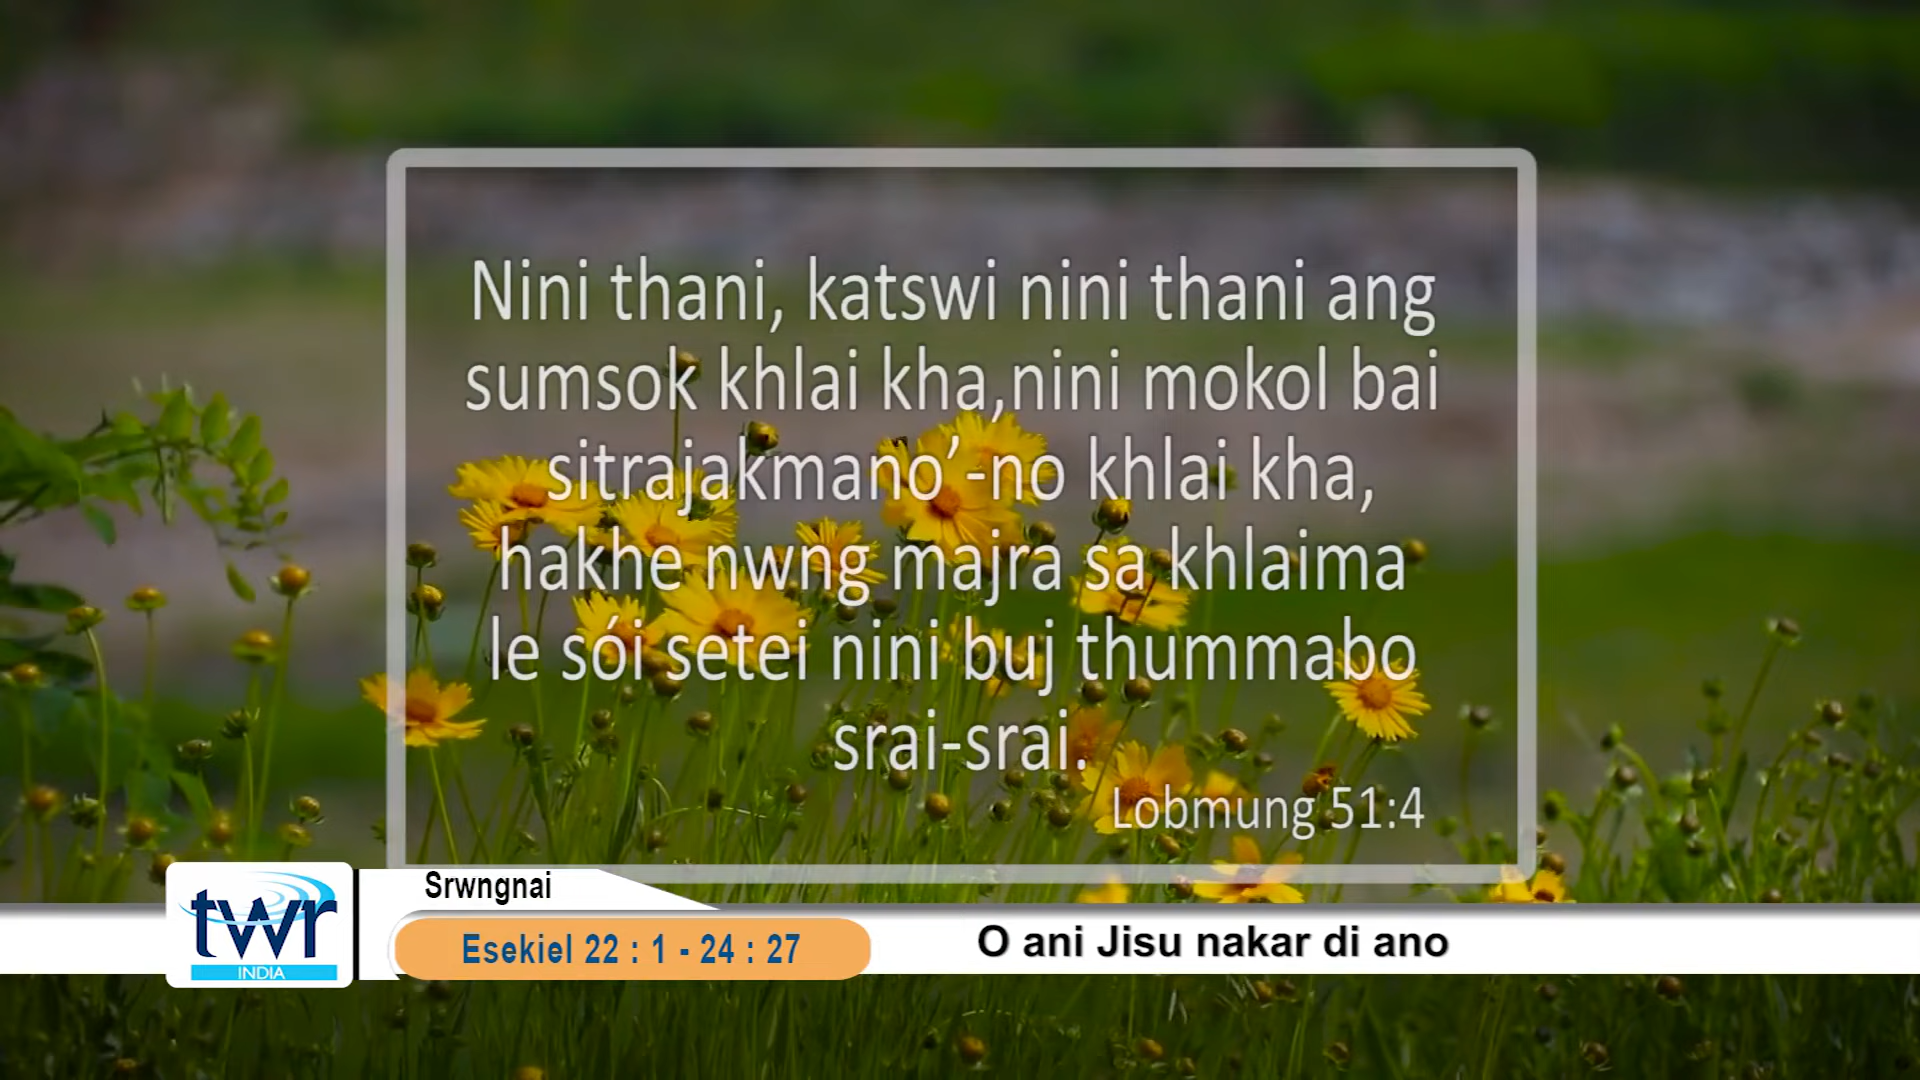 Nini thani, katswi nini thani ang
sumsok khlai kha,nini mokol bai
sitrajakmano’-no khlai kha,
hakhe nwng majra sa khlaima
le sói setei nini buj thummabo
srai-srai.
Lobmung 51:4
twr
INDIA
Srwngnai
Esekiel 22 : 1 - 24 : 27
O ani Jisu nakar di ano